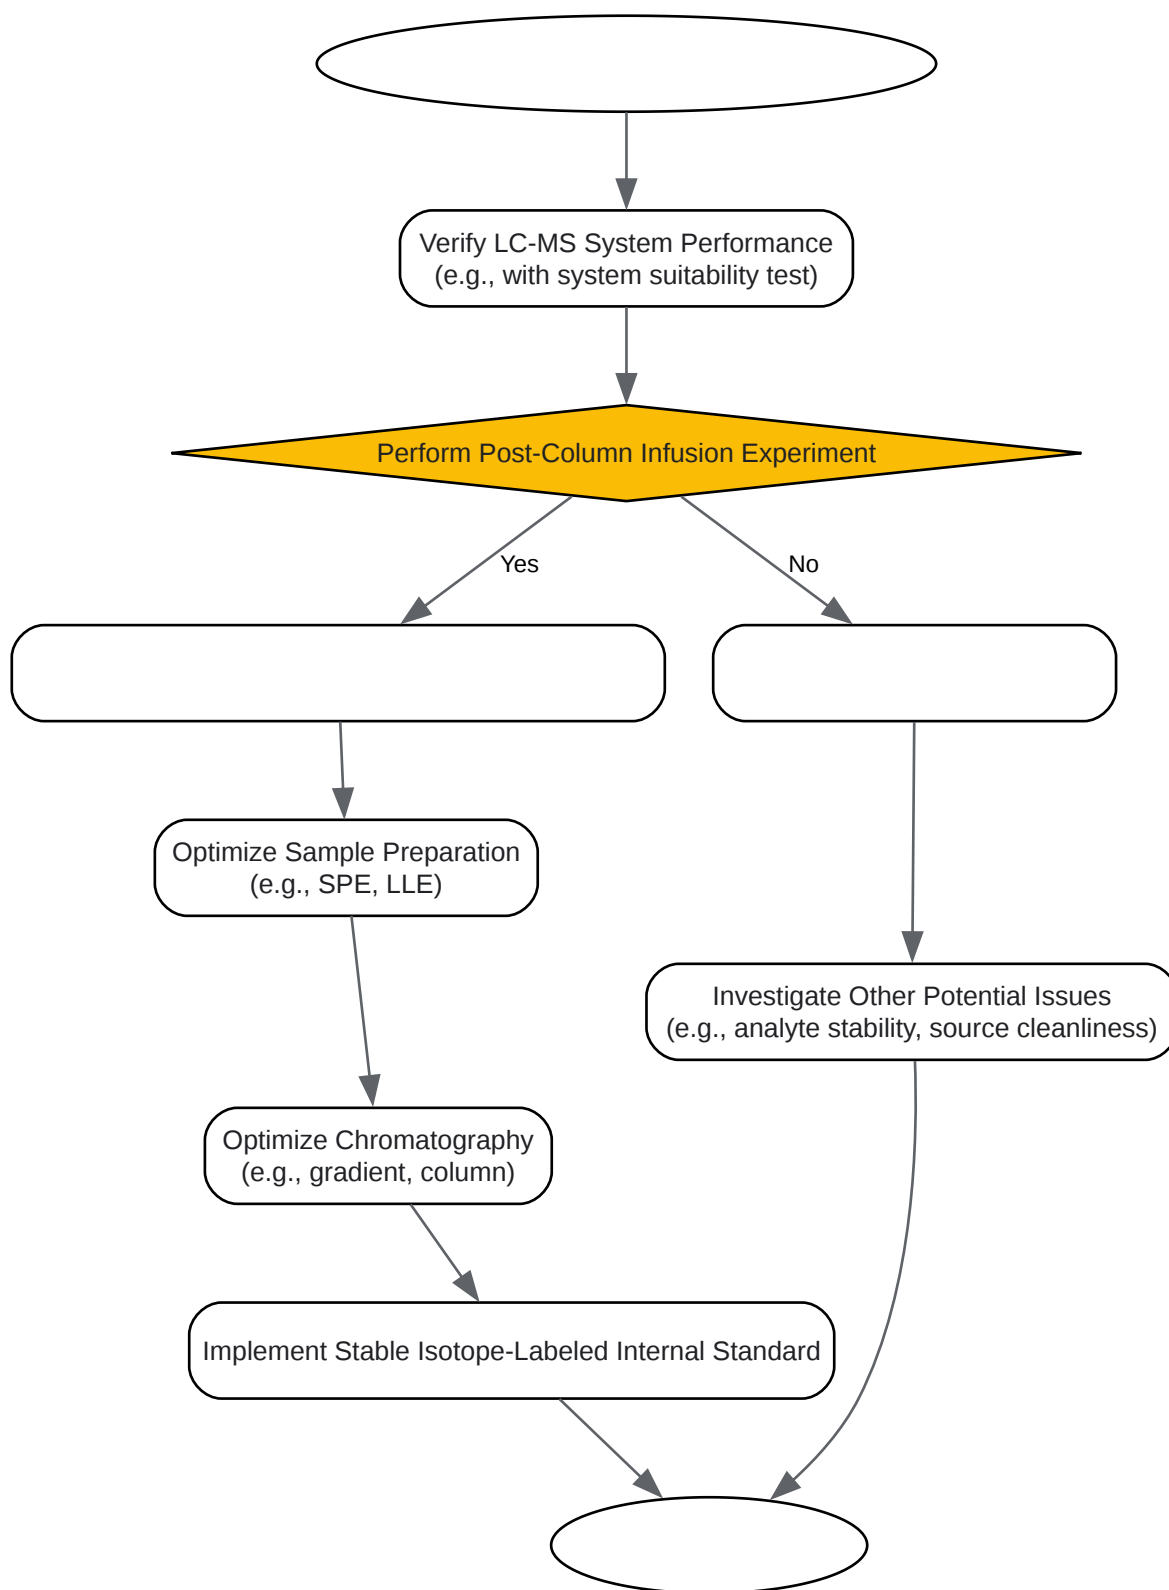 Verify LC-MS System Performance
(e.g., with system suitability test)
Perform Post-Column Infusion Experiment
Yes
No
Optimize Sample Preparation
(e.g., SPE, LLE)
Investigate Other Potential Issues
(e.g., analyte stability, source cleanliness)
Optimize Chromatography
(e.g., gradient, column)
Implement Stable Isotope-Labeled Internal Standard